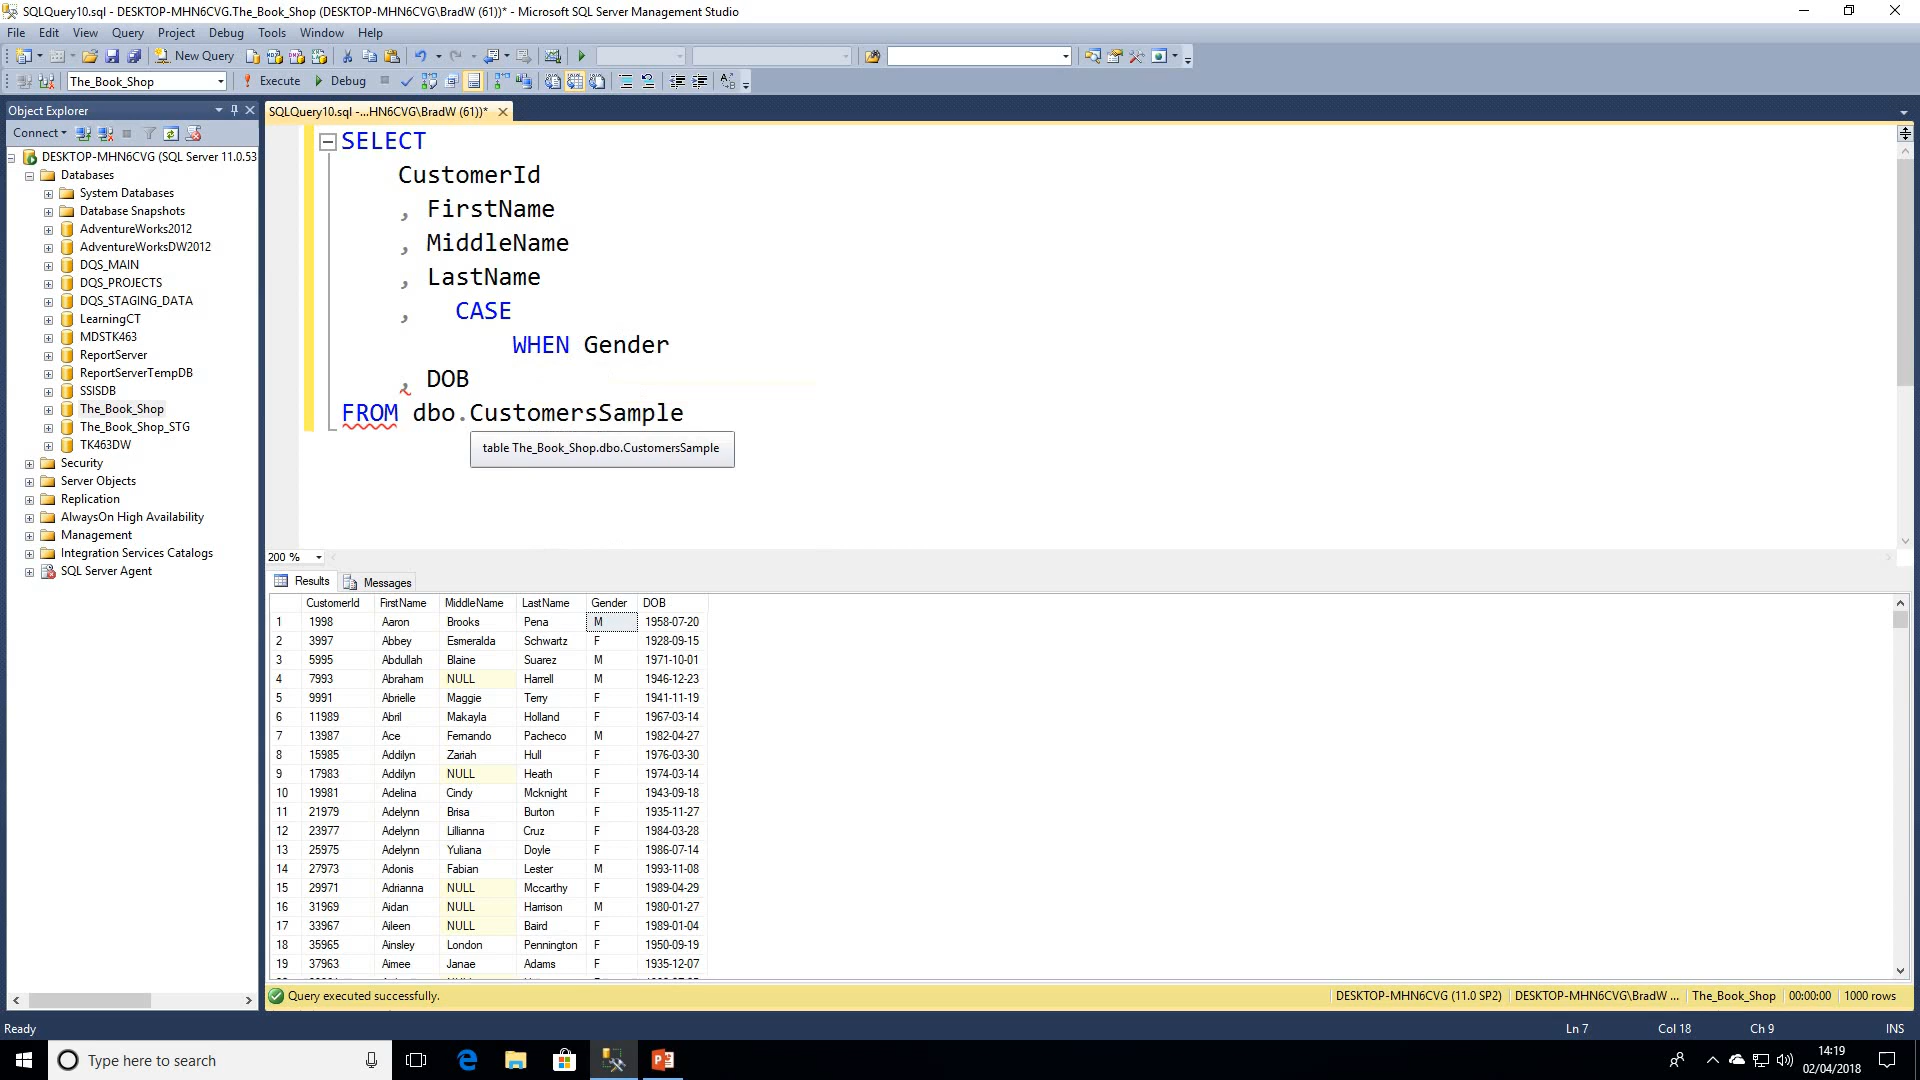 SQLQuery10.sql - DESKTOP-MHN6CVG.The_Book_Shop (DESKTOP-MHN6CVG\BradW (61))* - Microsoft SQL Server Management Studio
File Edit View Query Project Debug Tools Window Help
New Query
The_Book_Shop Execute Debug
Object Explorer
SQLQuery10.sql -...HN6CVG\BradW (61))*
Connect
DESKTOP-MHN6CVG (SQL Server 11.0.53
Databases
System Databases
Database Snapshots
AdventureWorks2012
AdventureWorksDW2012
DQS_MAIN
DQS_PROJECTS
DQS_STAGING_DATA
LearningCT
MDSTK463
ReportServer
ReportServerTempDB
SSISDB
The_Book_Shop
The_Book_Shop_STG
TK463DW
Security
Server Objects
Replication
AlwaysOn High Availability
Management
Integration Services Catalogs
SQL Server Agent
SELECT
CustomerId
, FirstName
, MiddleName
, LastName
, CASE
WHEN Gender
, DOB
FROM dbo.CustomersSample
table The_Book_Shop.dbo.CustomersSample
200 %
Results Messages
CustomerId FirstName MiddleName LastName Gender DOB
1 1998 Aaron Brooks Pena M 1958-07-20
2 3997 Abbey Esmeralda Schwartz F 1928-09-15
3 5995 Abdullah Blaine Suarez M 1971-10-01
4 7993 Abraham NULL Harrell M 1946-12-23
5 9991 Abrielle Maggie Terry F 1941-11-19
6 11989 Abril Makayla Holland F 1967-03-14
7 13987 Ace Fernando Pacheco M 1982-04-27
8 15985 Addilyn Zariah Hull F 1976-03-30
9 17983 Addilyn NULL Heath F 1974-03-14
10 19981 Adelina Cindy Mcknight F 1943-09-18
11 21979 Adelynn Brisa Burton F 1935-11-27
12 23977 Adelynn Lillianna Cruz F 1984-03-28
13 25975 Adelynn Yuliana Doyle F 1986-07-14
14 27973 Adonis Fabian Lester M 1993-11-08
15 29971 Adrianna NULL Mccarthy F 1989-04-29
16 31969 Aidan NULL Harrison M 1980-01-27
17 33967 Aileen NULL Baird F 1989-01-04
18 35965 Ainsley London Pennington F 1950-09-19
19 37963 Aimee Janae Adams F 1935-12-07
Query executed successfully. DESKTOP-MHN6CVG (11.0 SP2) DESKTOP-MHN6CVG\BradW ... The_Book_Shop 00:00:00 1000 rows
Ready Ln 7 Col 18 Ch 9 INS
Type here to search
14:19
02/04/2018